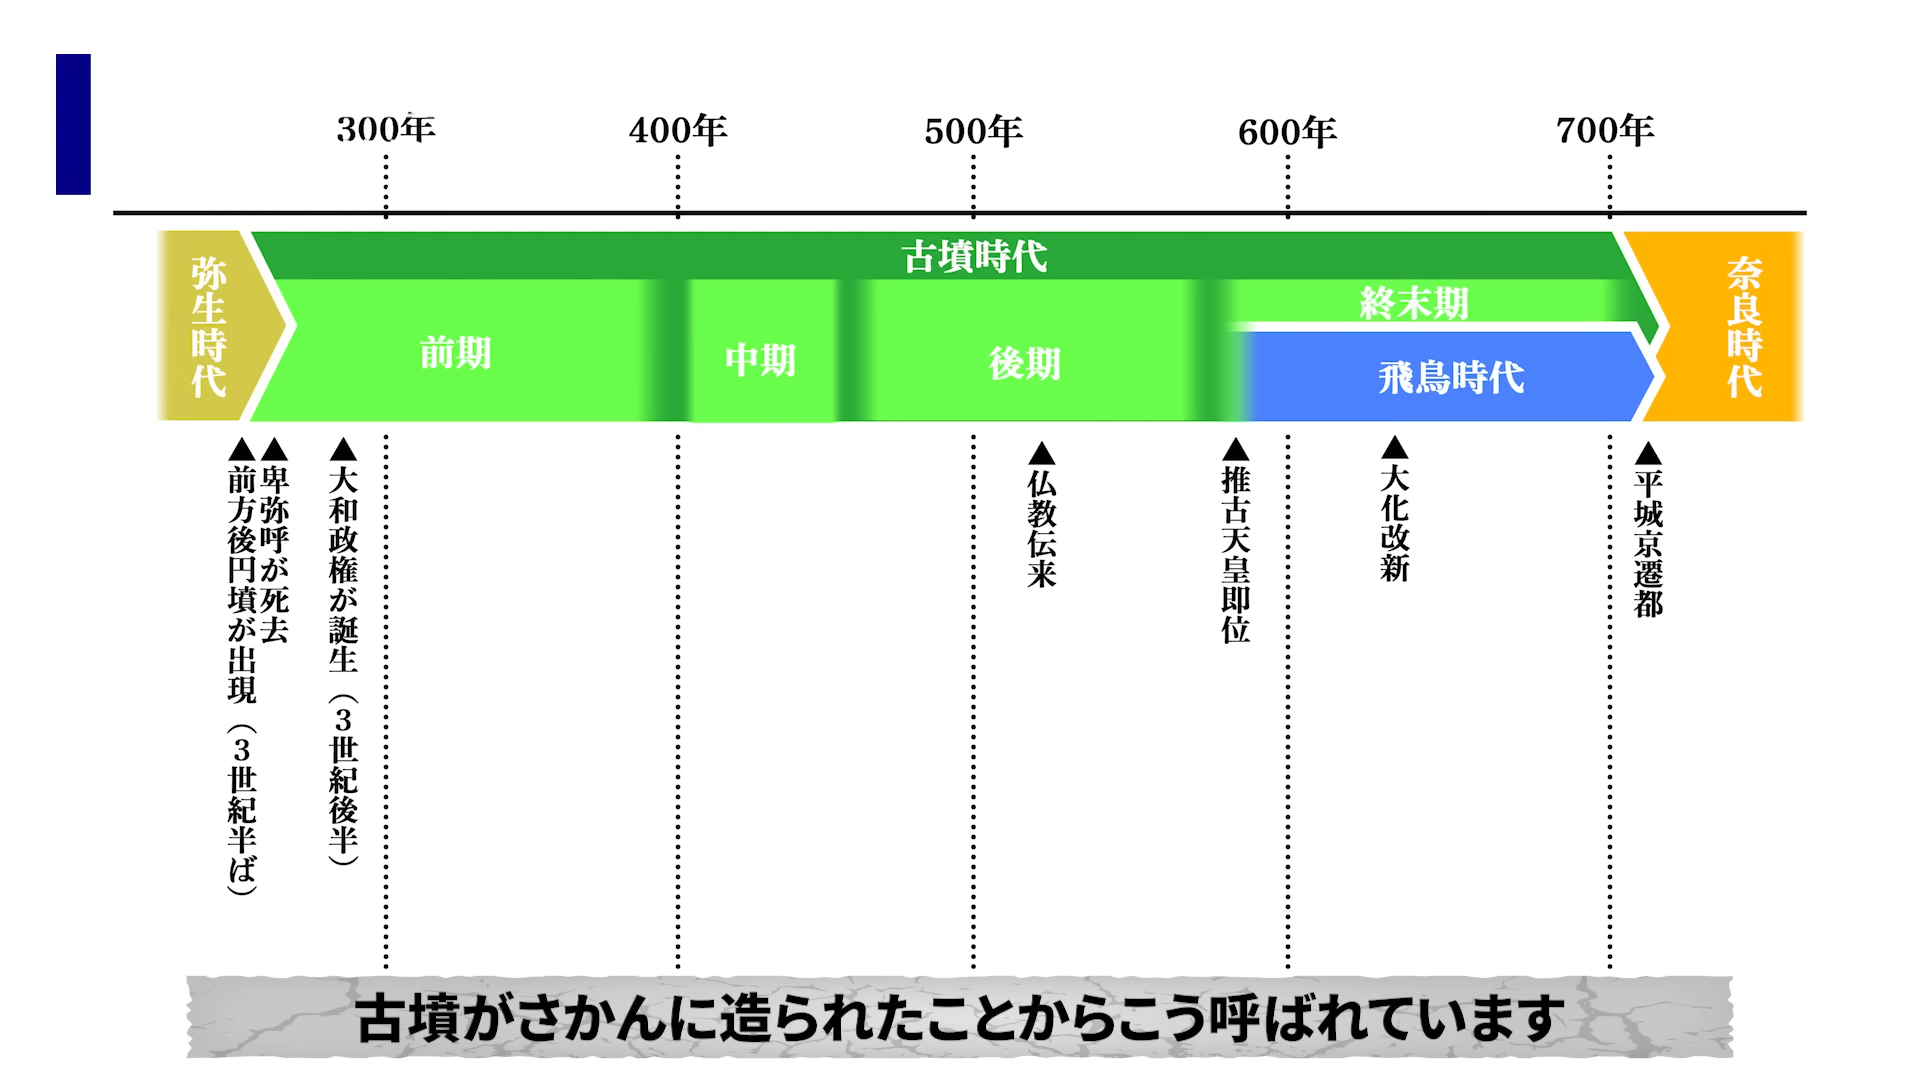 300年
400年
500年
600年
700年
弥生時代
古墳時代
前期
中期
後期
終末期
飛鳥時代
奈良時代
▲前方後円墳が出現（3世紀半ば）
▲卑弥呼が死去
▲大和政権が誕生（3世紀後半）
▲仏教伝来
▲推古天皇即位
▲大化改新
▲平城京遷都
古墳がさかんに造られたことからこう呼ばれています